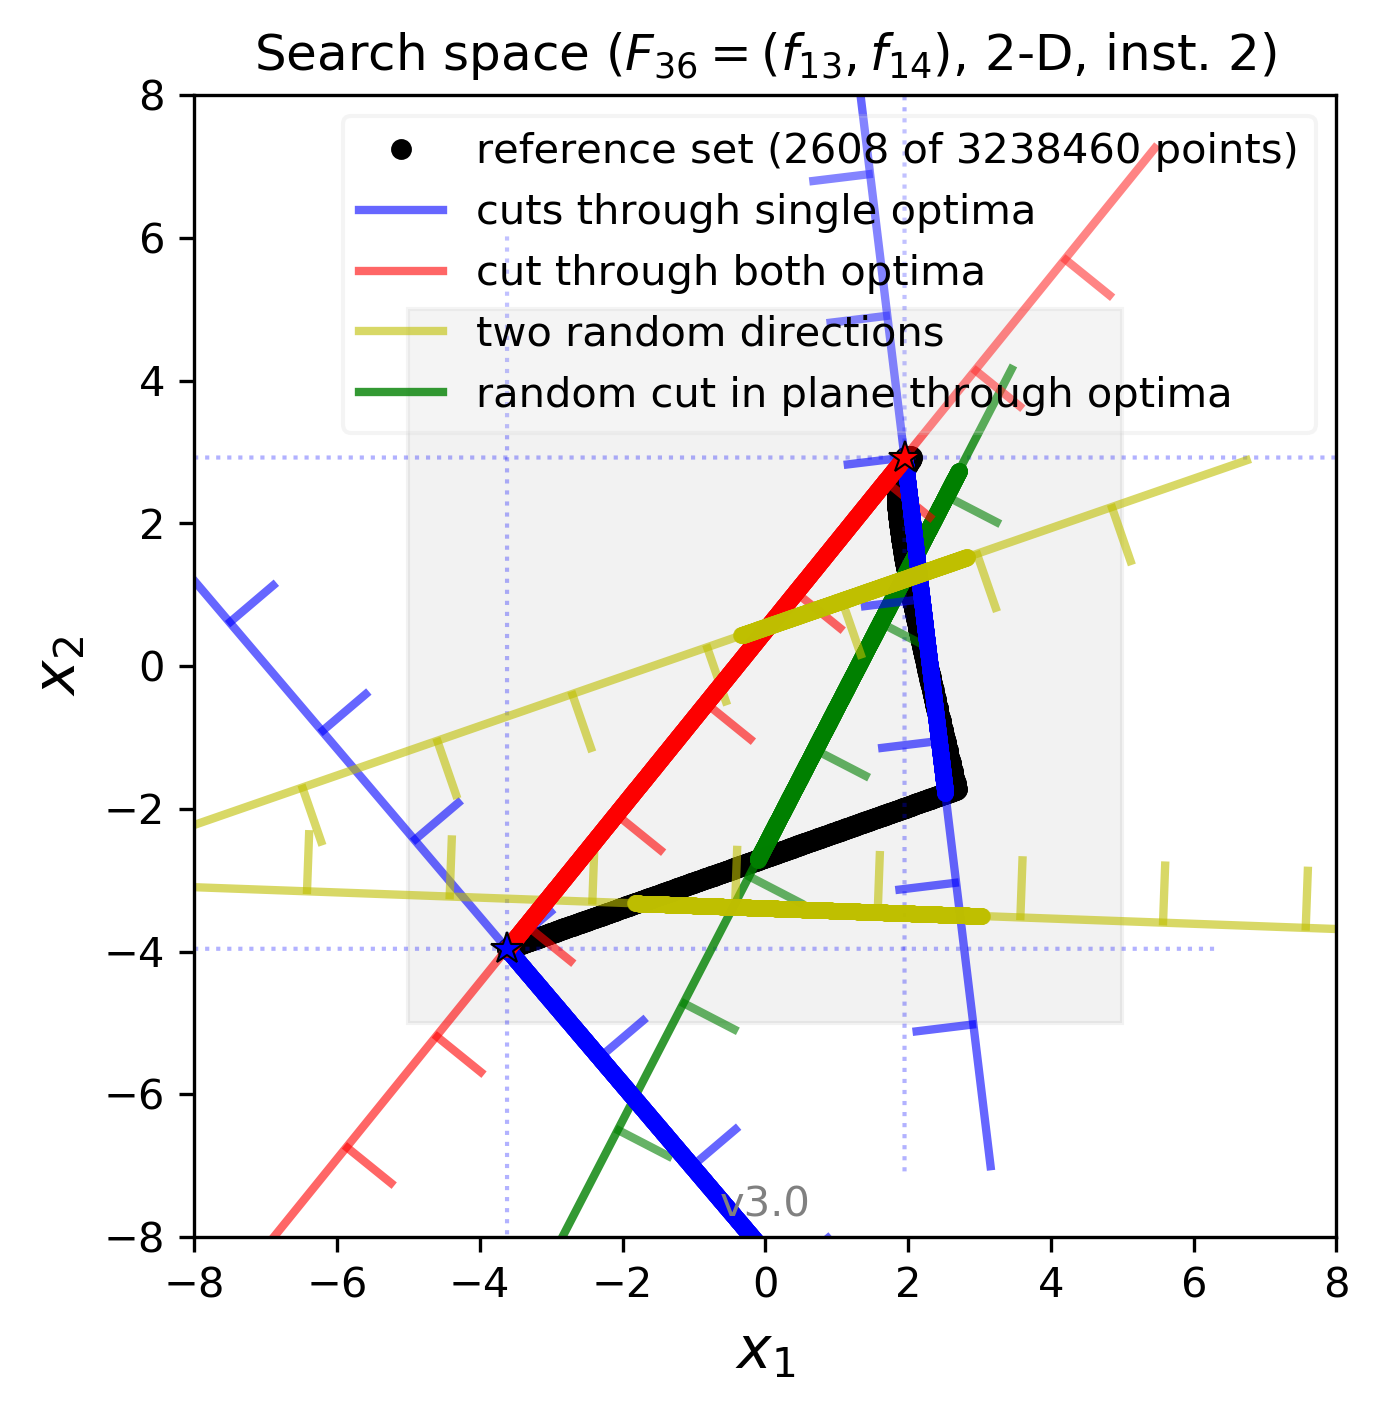 Search space (F₃₆ = (f₁₃, f₁₄), 2-D, inst. 2)
reference set (2608 of 3238460 points)
cuts through single optima
cut through both optima
two random directions
random cut in plane through optima
8
6
4
2
0
−2
−4
−6
−8
x₂
v3.0
−8 −6 −4 −2 0 2 4 6 8
x₁